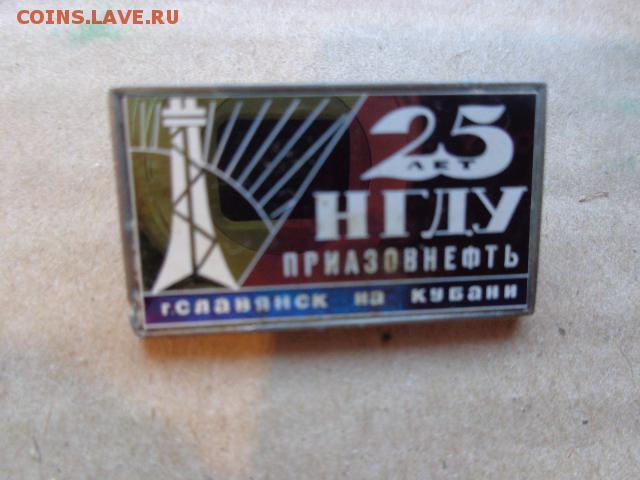 COINS.LAVE.RU
25
ЛЕТ
НГДУ
ПРИАЗОВНЕФТЬ
г. СЛАВЯНСК на КУБАНИ